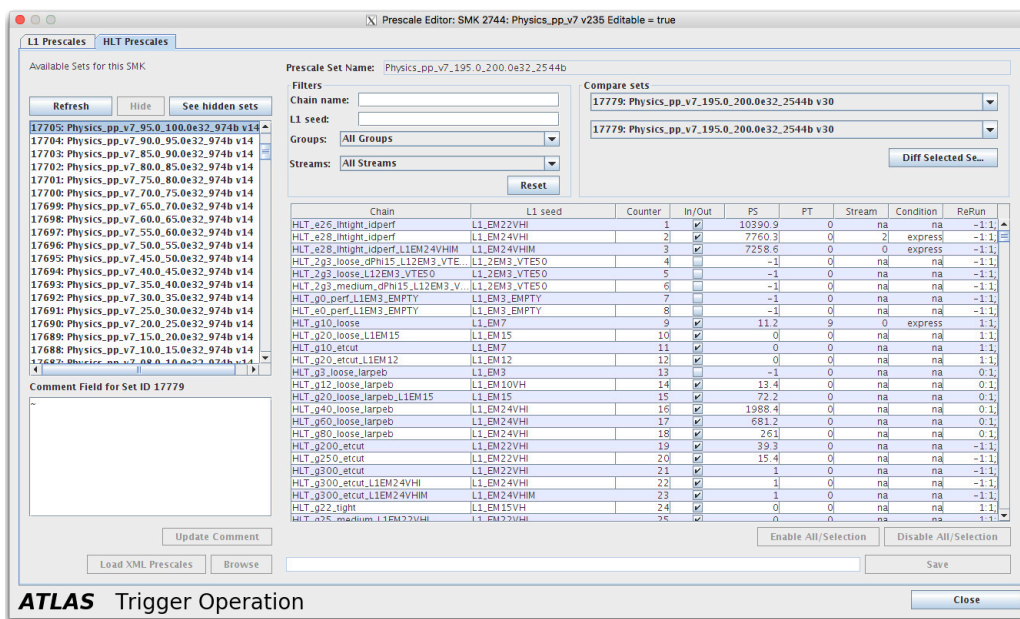 Prescale Editor: SMK 2744: Physics_pp_v7 v235 Editable = true
L1 Prescales HLT Prescales
Available Sets for this SMK
Refresh Hide See hidden sets
17705: Physics_pp_v7_95.0_100.0e32_974b v14
17704: Physics_pp_v7_90.0_95.0e32_974b v14
17703: Physics_pp_v7_85.0_90.0e32_974b v14
17702: Physics_pp_v7_80.0_85.0e32_974b v14
17701: Physics_pp_v7_75.0_80.0e32_974b v14
17700: Physics_pp_v7_70.0_75.0e32_974b v14
17699: Physics_pp_v7_65.0_70.0e32_974b v14
17698: Physics_pp_v7_60.0_65.0e32_974b v14
17697: Physics_pp_v7_55.0_60.0e32_974b v14
17696: Physics_pp_v7_50.0_55.0e32_974b v14
17695: Physics_pp_v7_45.0_50.0e32_974b v14
17694: Physics_pp_v7_40.0_45.0e32_974b v14
17693: Physics_pp_v7_35.0_40.0e32_974b v14
17692: Physics_pp_v7_30.0_35.0e32_974b v14
17691: Physics_pp_v7_25.0_30.0e32_974b v14
17690: Physics_pp_v7_20.0_25.0e32_974b v14
17689: Physics_pp_v7_15.0_20.0e32_974b v14
17688: Physics_pp_v7_10.0_15.0e32_974b v14
17687: Physics_pp_v7_08.0_10.0e32_974b v14
Comment Field for Set ID 17779
~
Update Comment
Load XML Prescales Browse
Prescale Set Name: Physics_pp_v7_195.0_200.0e32_2544b
Filters
Chain name:
L1 seed:
Groups: All Groups
Streams: All Streams
Reset
Compare sets
17779: Physics_pp_v7_195.0_200.0e32_2544b v30
17779: Physics_pp_v7_195.0_200.0e32_2544b v30
Diff Selected Se...
Chain L1 seed Counter In/Out PS PT Stream Condition ReRun
HLT_e26_lhtight_idperf L1_EM22VHI 1 10390.9 0 na na -1:1;
HLT_e28_lhtight_idperf L1_EM24VHI 2 7760.3 0 2 express -1:1;
HLT_e28_lhtight_idperf_L1EM24VHIM L1_EM24VHIM 3 7258.6 0 0 express -1:1;
HLT_2g3_loose_dPhi15_L12EM3_VTE... L1_2EM3_VTE50 4 -1 0 na na -1:1;
HLT_2g3_loose_L12EM3_VTE50 L1_2EM3_VTE50 5 -1 0 na na -1:1;
HLT_2g3_medium_dPhi15_L12EM3_V... L1_2EM3_VTE50 6 -1 0 na na -1:1;
HLT_g0_perf_L1EM3_EMPTY L1_EM3_EMPTY 7 -1 0 na na -1:1;
HLT_e0_perf_L1EM3_EMPTY L1_EM3_EMPTY 8 -1 0 na na -1:1;
HLT_g10_loose L1_EM7 9 11.2 9 0 express 1:1;
HLT_g20_loose_L1EM15 L1_EM15 10 0 0 na na 1:1;
HLT_g10_etcut L1_EM7 11 0 0 na na 1:1;
HLT_g20_etcut_L1EM12 L1_EM12 12 0 0 na na 1:1;
HLT_g3_loose_larpeb L1_EM3 13 -1 0 na na 0:1;
HLT_g12_loose_larpeb L1_EM10VH 14 13.4 0 na na 0:1;
HLT_g20_loose_larpeb_L1EM15 L1_EM15 15 72.2 0 na na 0:1;
HLT_g40_loose_larpeb L1_EM24VHI 16 1988.4 0 na na 0:1;
HLT_g60_loose_larpeb L1_EM24VHI 17 681.2 0 na na 0:1;
HLT_g80_loose_larpeb L1_EM24VHI 18 261 0 na na 0:1;
HLT_g200_etcut L1_EM22VHI 19 39.3 0 na na -1:1;
HLT_g250_etcut L1_EM22VHI 20 15.4 0 na na -1:1;
HLT_g300_etcut L1_EM22VHI 21 1 0 na na -1:1;
HLT_g300_etcut_L1EM24VHI L1_EM24VHI 22 1 0 na na -1:1;
HLT_g300_etcut_L1EM24VHIM L1_EM24VHIM 23 1 0 na na -1:1;
HLT_g22_tight L1_EM15VH 24 0 0 na na 1:1;
HLT_g25_medium_L1EM22VHI L1_EM22VHI 25 0 0 na na 1:1;
Enable All/Selection Disable All/Selection
Save
ATLAS Trigger Operation
Close